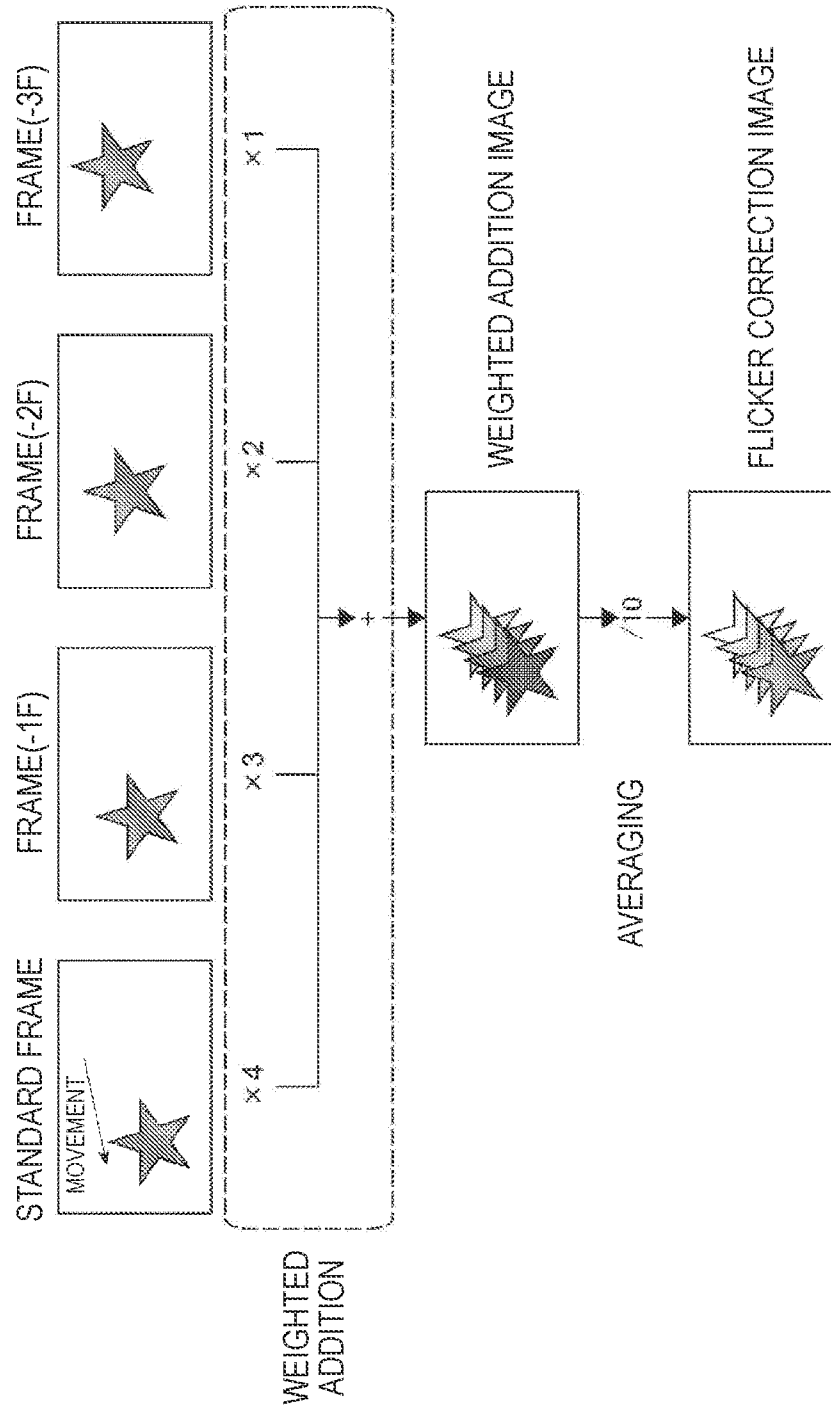 STANDARD FRAME
FRAME(-1F)
FRAME(-2F)
FRAME(-3F)
MOVEMENT
WEIGHTED
ADDITION
×4
×3
×2
×1
+
WEIGHTED ADDITION IMAGE
AVERAGING
/10
FLICKER CORRECTION IMAGE